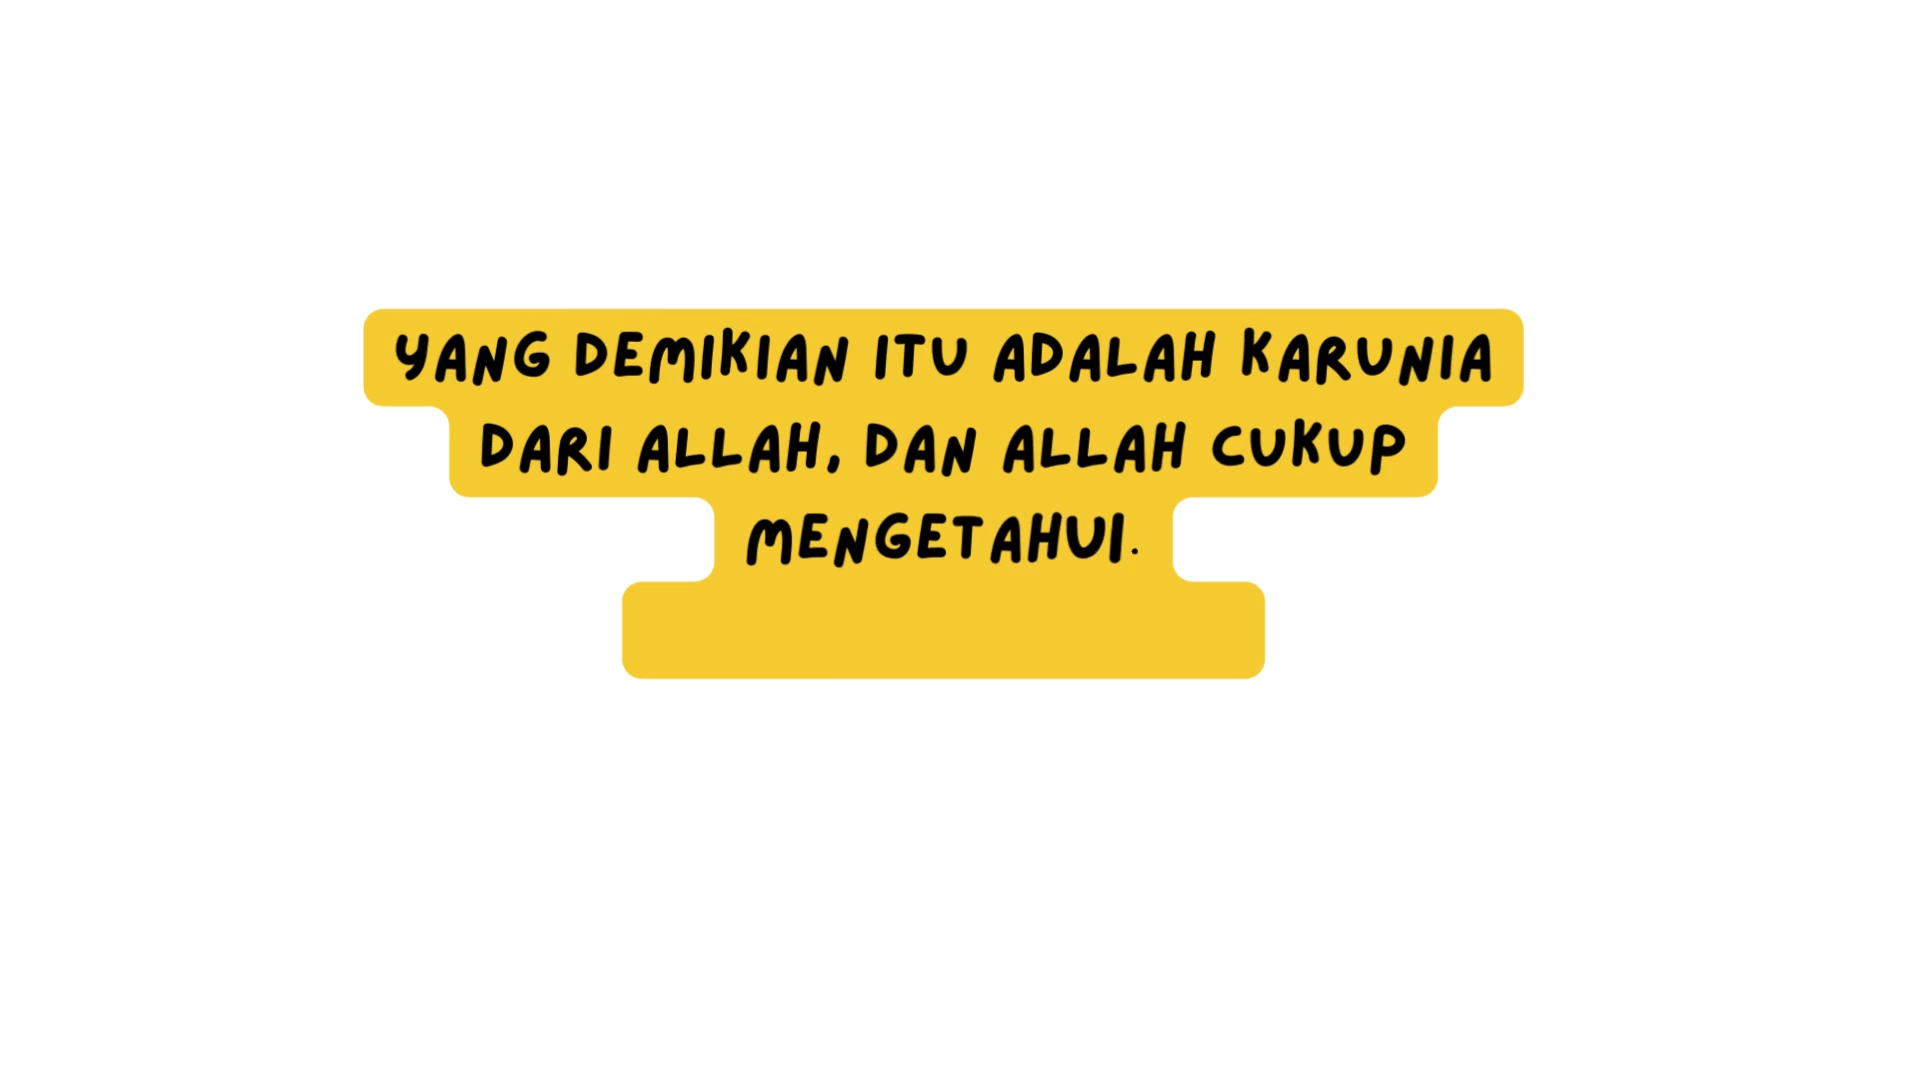 YANG DEMIKIAN ITU ADALAH KARUNIA
DARI ALLAH, DAN ALLAH CUKUP
MENGETAHUI.